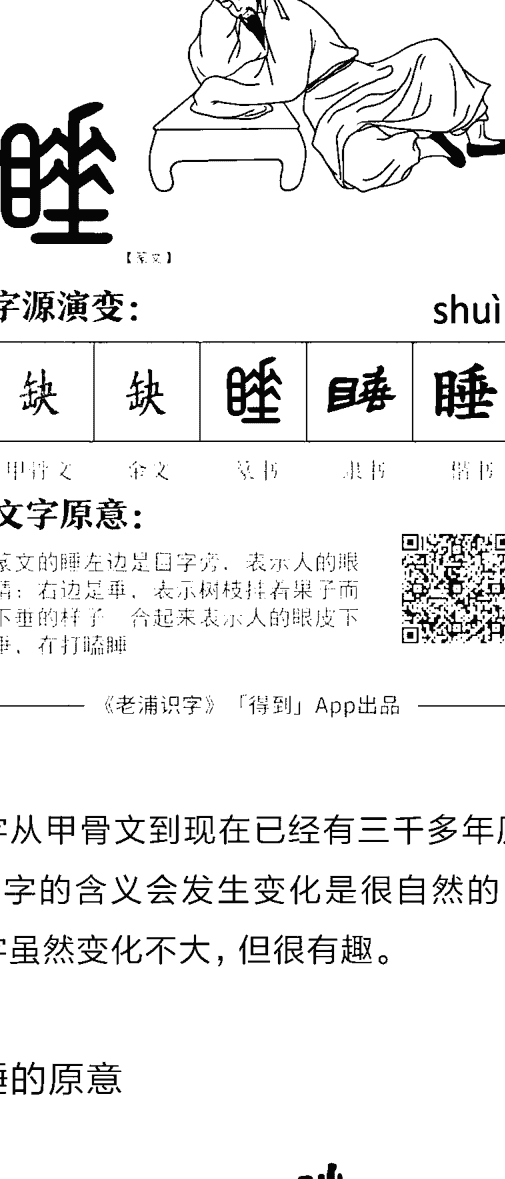 睡
【篆文】
字源演变：
shuì
缺 缺 睡 睡 睡
甲骨文 金文 篆书 隶书 楷书
文字原意：
篆文的睡左边是目字旁，表示人的眼
睛；右边是垂，表示树枝挂着果子而
下垂的样子 合起来表示人的眼皮下
垂，在打瞌睡
《老浦识字》「得到」App出品
字从甲骨文到现在已经有三千多年历
字的含义会发生变化是很自然的
字虽然变化不大，但很有趣。
睡的原意